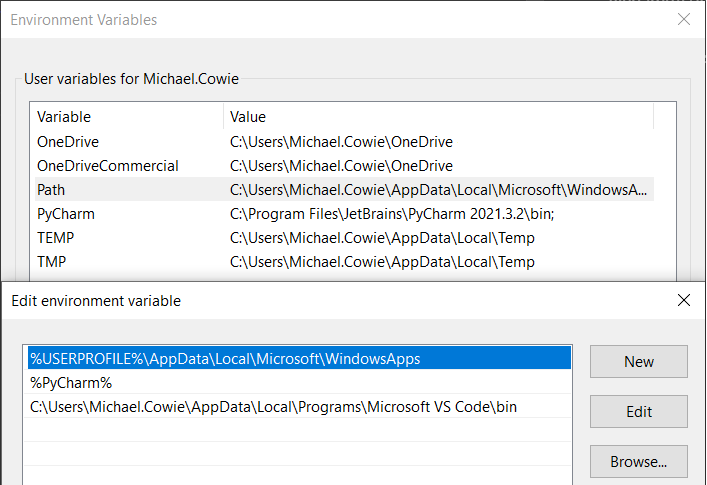 Environment Variables
User variables for Michael.Cowie
Variable Value
OneDrive C:\Users\Michael.Cowie\OneDrive
OneDriveCommercial C:\Users\Michael.Cowie\OneDrive
Path C:\Users\Michael.Cowie\AppData\Local\Microsoft\WindowsA...
PyCharm C:\Program Files\JetBrains\PyCharm 2021.3.2\bin;
TEMP C:\Users\Michael.Cowie\AppData\Local\Temp
TMP C:\Users\Michael.Cowie\AppData\Local\Temp
Edit environment variable
%USERPROFILE%\AppData\Local\Microsoft\WindowsApps
New
%PyCharm%
C:\Users\Michael.Cowie\AppData\Local\Programs\Microsoft VS Code\bin
Edit
Browse...